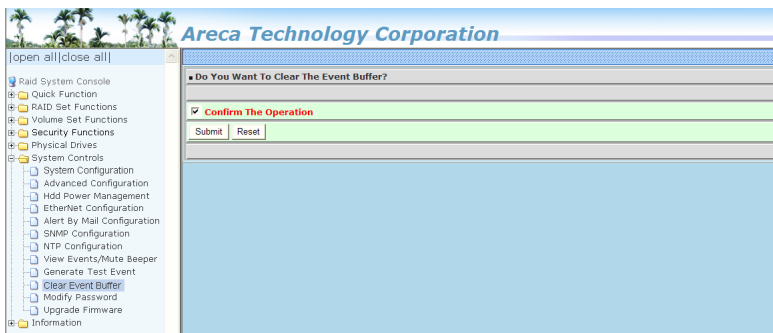 Areca Technology Corporation
|open all|close all|
Raid System Console
Quick Function
RAID Set Functions
Volume Set Functions
Security Functions
Physical Drives
System Controls
System Configuration
Advanced Configuration
Hdd Power Management
EtherNet Configuration
Alert By Mail Configuration
SNMP Configuration
NTP Configuration
View Events/Mute Beeper
Generate Test Event
Clear Event Buffer
Modify Password
Upgrade Firmware
Information
Do You Want To Clear The Event Buffer?
Confirm The Operation
Submit Reset